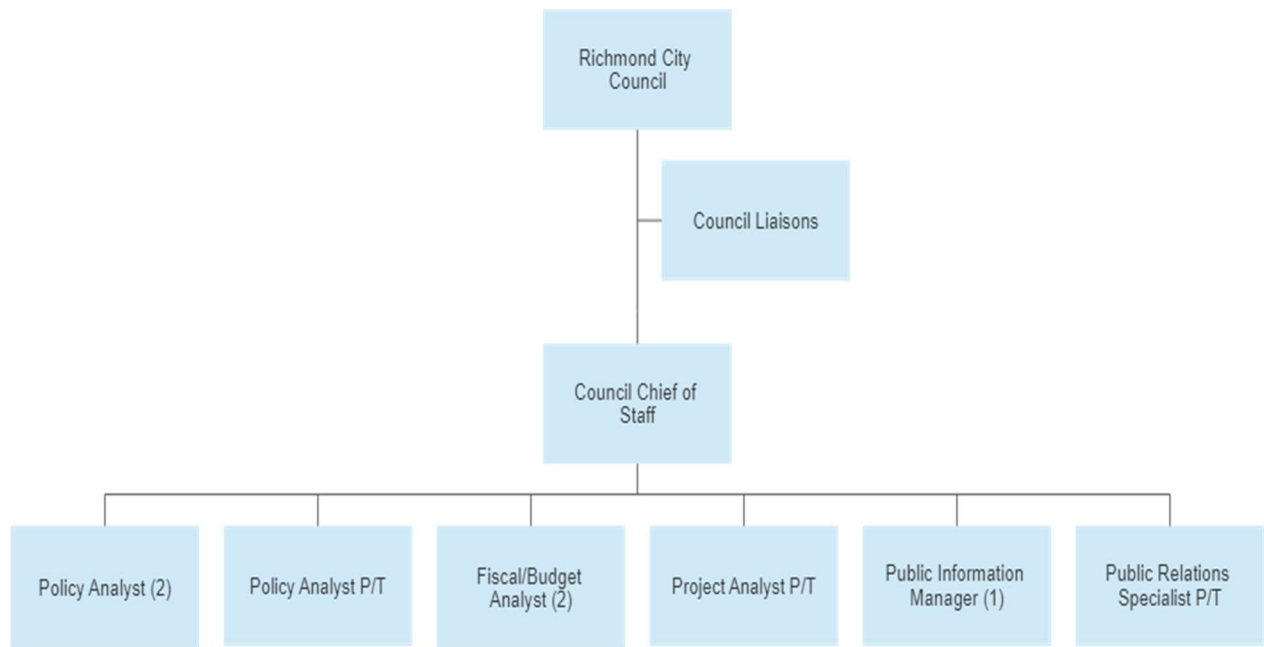 Richmond City
Council
Council Liaisons
Council Chief of
Staff
Policy Analyst (2)
Policy Analyst P/T
Fiscal/Budget
Analyst (2)
Project Analyst P/T
Public Information
Manager (1)
Public Relations
Specialist P/T